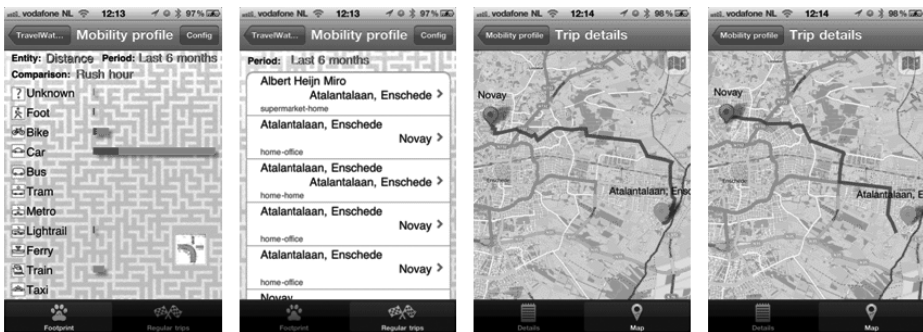 vodafone NL 12:13 97%
TravelWat... Mobility profile Config
Entity: Distance Period: Last 6 months
Comparison: Rush hour
? Unknown
Foot
Bike
Car
Bus
Tram
Metro
Lightrail
Ferry
Train
Taxi
Footprint Regular trips
vodafone NL 12:13 97%
TravelWat... Mobility profile Config
Period: Last 6 months
Albert Heijn Miro
Atalantalaan, Enschede
supermarket-home
Atalantalaan, Enschede
Novay
home-office
Atalantalaan, Enschede
Atalantalaan, Enschede
home-home
Atalantalaan, Enschede
Novay
home-office
Atalantalaan, Enschede
Novay
home-office
Novay
Footprint Regular trips
vodafone NL 12:14 98%
Mobility profile Trip details
Novay
Enschede
Atalantalaan, Ensc
Details Map
vodafone NL 12:14 98%
Mobility profile Trip details
Novay
Enschede
Atalantalaan, E
Details Map